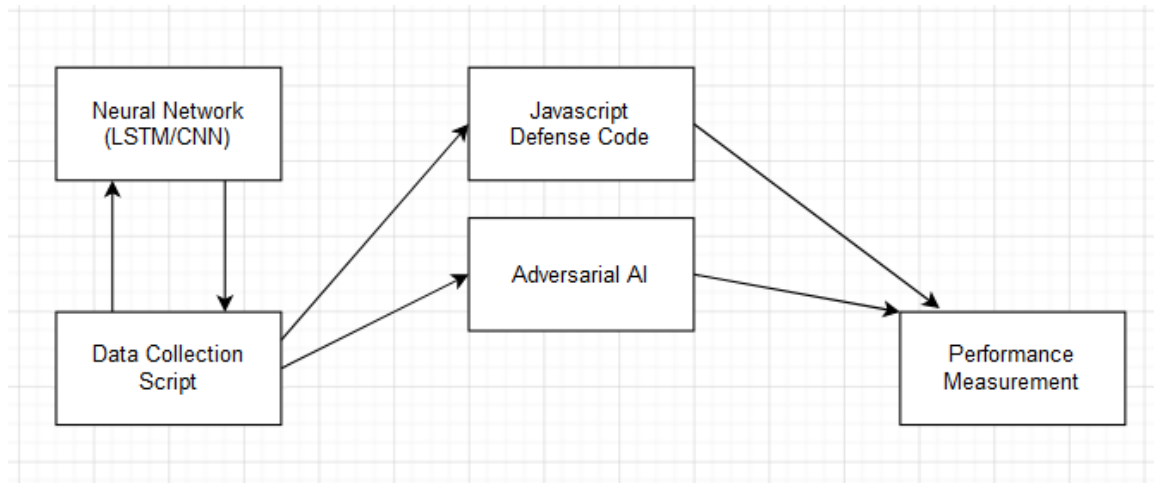 Neural Network
(LSTM/CNN)
Javascript
Defense Code
Adversarial AI
Data Collection
Script
Performance
Measurement